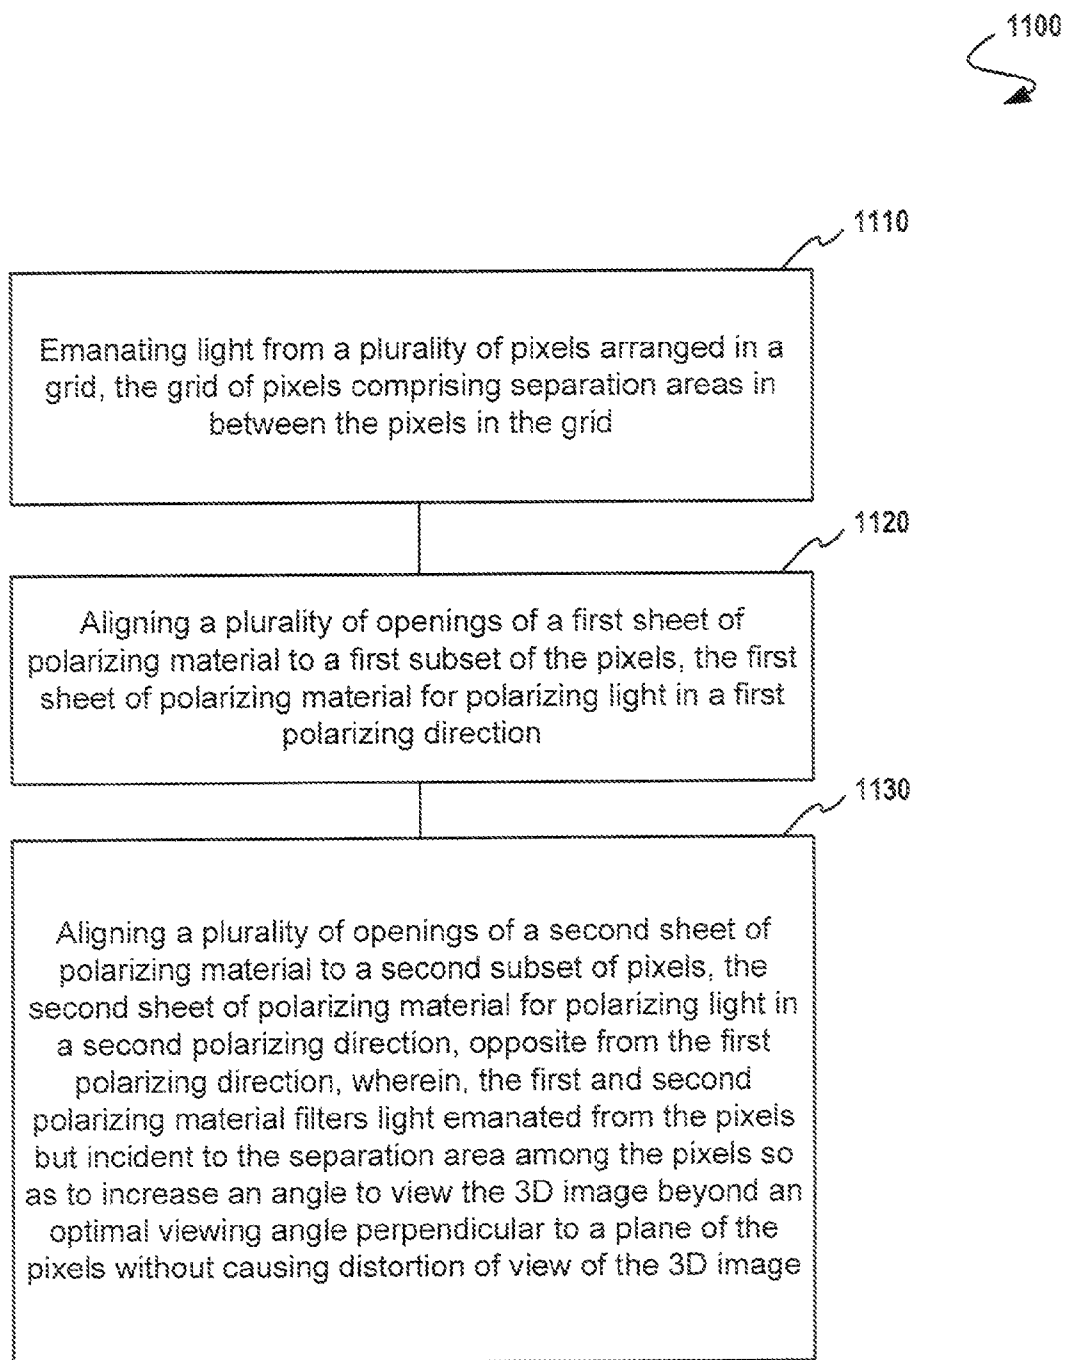 1100
1110
Emanating light from a plurality of pixels arranged in a
grid, the grid of pixels comprising separation areas in
between the pixels in the grid
1120
Aligning a plurality of openings of a first sheet of
polarizing material to a first subset of the pixels, the first
sheet of polarizing material for polarizing light in a first
polarizing direction
1130
Aligning a plurality of openings of a second sheet of
polarizing material to a second subset of pixels, the
second sheet of polarizing material for polarizing light in
a second polarizing direction, opposite from the first
polarizing direction, wherein, the first and second
polarizing material filters light emanated from the pixels
but incident to the separation area among the pixels so
as to increase an angle to view the 3D image beyond an
optimal viewing angle perpendicular to a plane of the
pixels without causing distortion of view of the 3D image